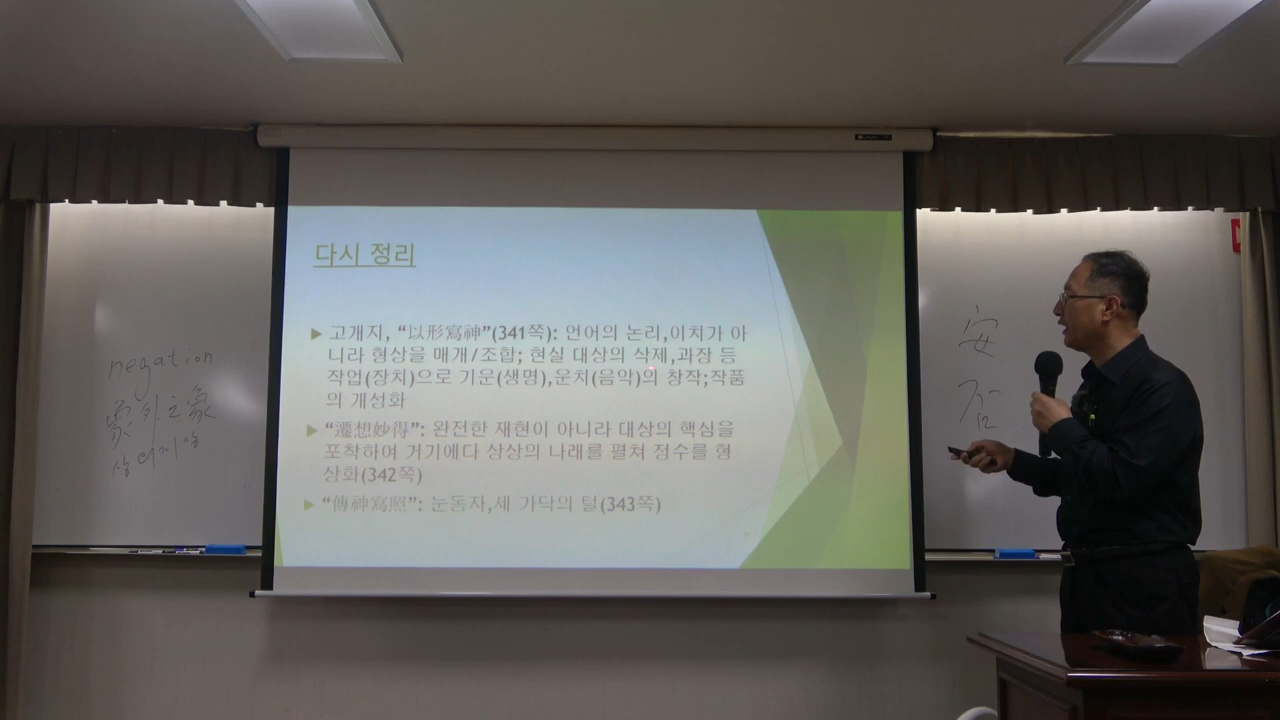 다시 정리
▶ 고개지, “以形寫神”(341쪽): 언어의 논리,이치가 아
니라 형상을 매개/조합; 현실 대상의 삭제,과장 등
작업(장치)으로 기운(생명),운치(음악)의 창작;작품
의 개성화
▶ “遷想妙得”: 완전한 재현이 아니라 대상의 핵심을
포착하여 거기에다 상상의 나래를 펼쳐 정수를 형
상화(342쪽)
▶ “傳神寫照”: 눈동자,세 가닥의 털(343쪽)
negation
象外之象
상외지상
安